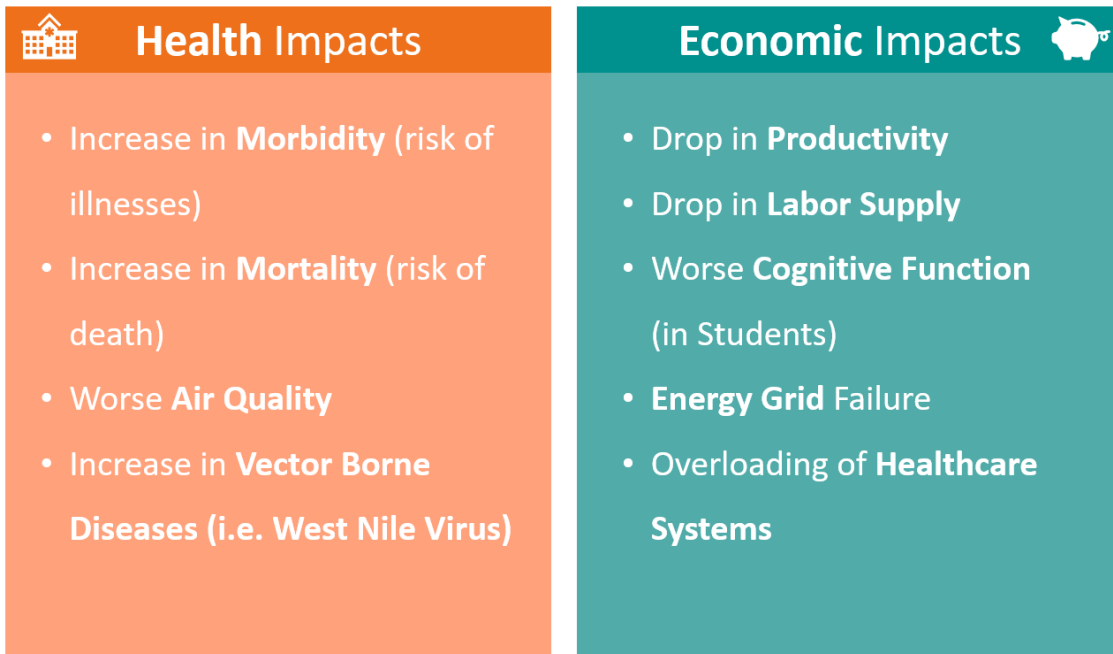 Health Impacts
• Increase in Morbidity (risk of
illnesses)
• Increase in Mortality (risk of
death)
• Worse Air Quality
• Increase in Vector Borne
Diseases (i.e. West Nile Virus)
Economic Impacts
• Drop in Productivity
• Drop in Labor Supply
• Worse Cognitive Function
(in Students)
• Energy Grid Failure
• Overloading of Healthcare
Systems